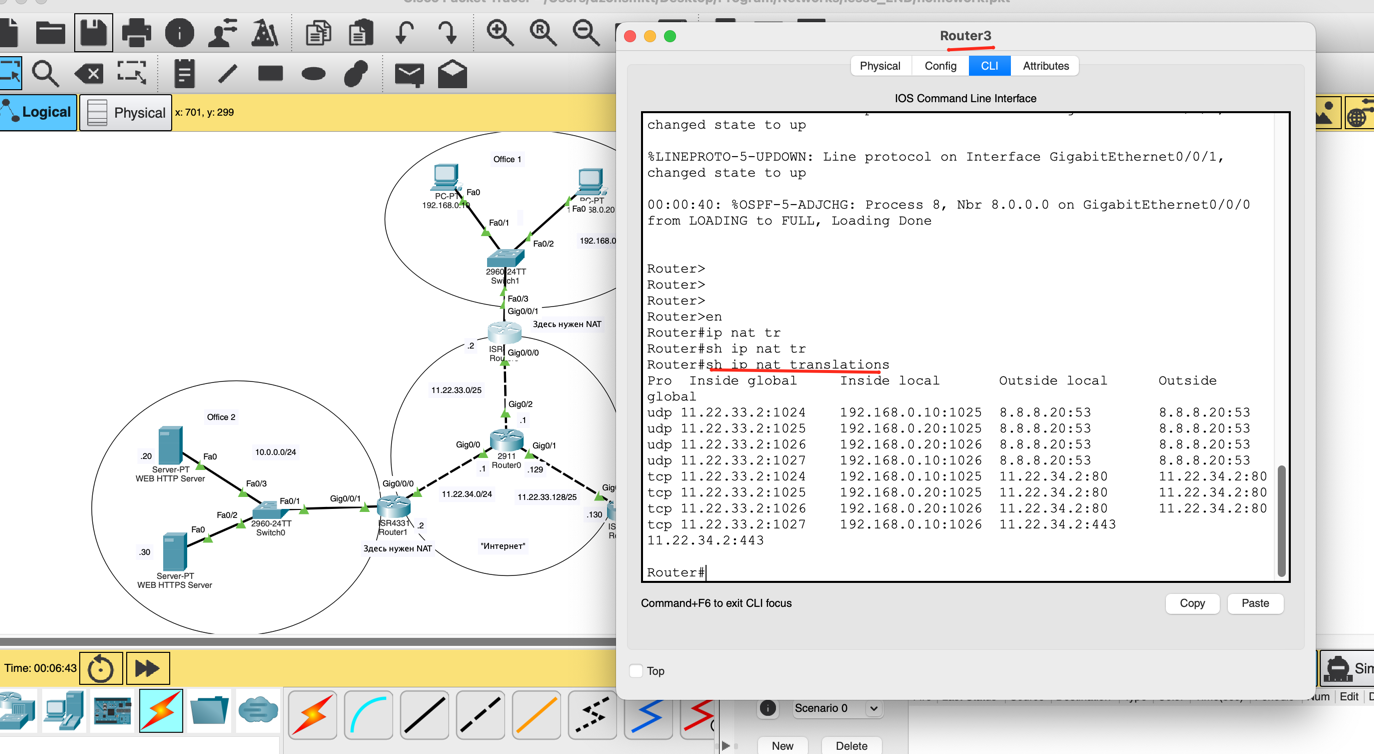 Router3
Physical
Config
CLI
Attributes
IOS Command Line Interface
Logical
Physical
x: 701, y: 299
changed state to up
%LINEPROTO-5-UPDOWN: Line protocol on Interface GigabitEthernet0/0/1,
changed state to up
00:00:40: %OSPF-5-ADJCHG: Process 8, Nbr 8.0.0.0 on GigabitEthernet0/0/0
from LOADING to FULL, Loading Done
Router>
Router>
Router>
Router>en
Router#ip nat tr
Router#sh ip nat tr
Router#sh ip nat translations
Pro Inside global Inside local Outside local Outside
global
udp 11.22.33.2:1024 192.168.0.10:1025 8.8.8.20:53 8.8.8.20:53
udp 11.22.33.2:1025 192.168.0.20:1025 8.8.8.20:53 8.8.8.20:53
udp 11.22.33.2:1026 192.168.0.20:1026 8.8.8.20:53 8.8.8.20:53
udp 11.22.33.2:1027 192.168.0.10:1026 8.8.8.20:53 8.8.8.20:53
tcp 11.22.33.2:1024 192.168.0.10:1025 11.22.34.2:80 11.22.34.2:80
tcp 11.22.33.2:1025 192.168.0.20:1025 11.22.34.2:80 11.22.34.2:80
tcp 11.22.33.2:1026 192.168.0.20:1026 11.22.34.2:80 11.22.34.2:80
tcp 11.22.33.2:1027 192.168.0.10:1026 11.22.34.2:443
11.22.34.2:443
Router#
Command+F6 to exit CLI focus
Copy
Paste
Top
Office 1
PC-PT
192.168.0.10
Fa0
Fa0
Fa0/1
Fa0/2
192.168.0
2960-24TT
Switch1
Fa0/3
Gig0/0/1
Здесь нужен NAT
.2
Gig0/0/0
11.22.33.0/25
Gig0/2
.1
Office 2
10.0.0.0/24
.20
Fa0
Server-PT
WEB HTTP Server
Fa0/3
Gig0/0
Gig0/1
2911
Router0
.1
.129
Gig0/0/0
11.22.34.0/24
11.22.33.128/25
Fa0/1
Gig0/0/1
Fa0/2
2960-24TT
Switch0
ISR4331
Router1
.2
.130
Fa0
.30
Здесь нужен NAT
"Интернет"
Server-PT
WEB HTTPS Server
Time: 00:06:43
Scenario 0
New
Delete
Edit